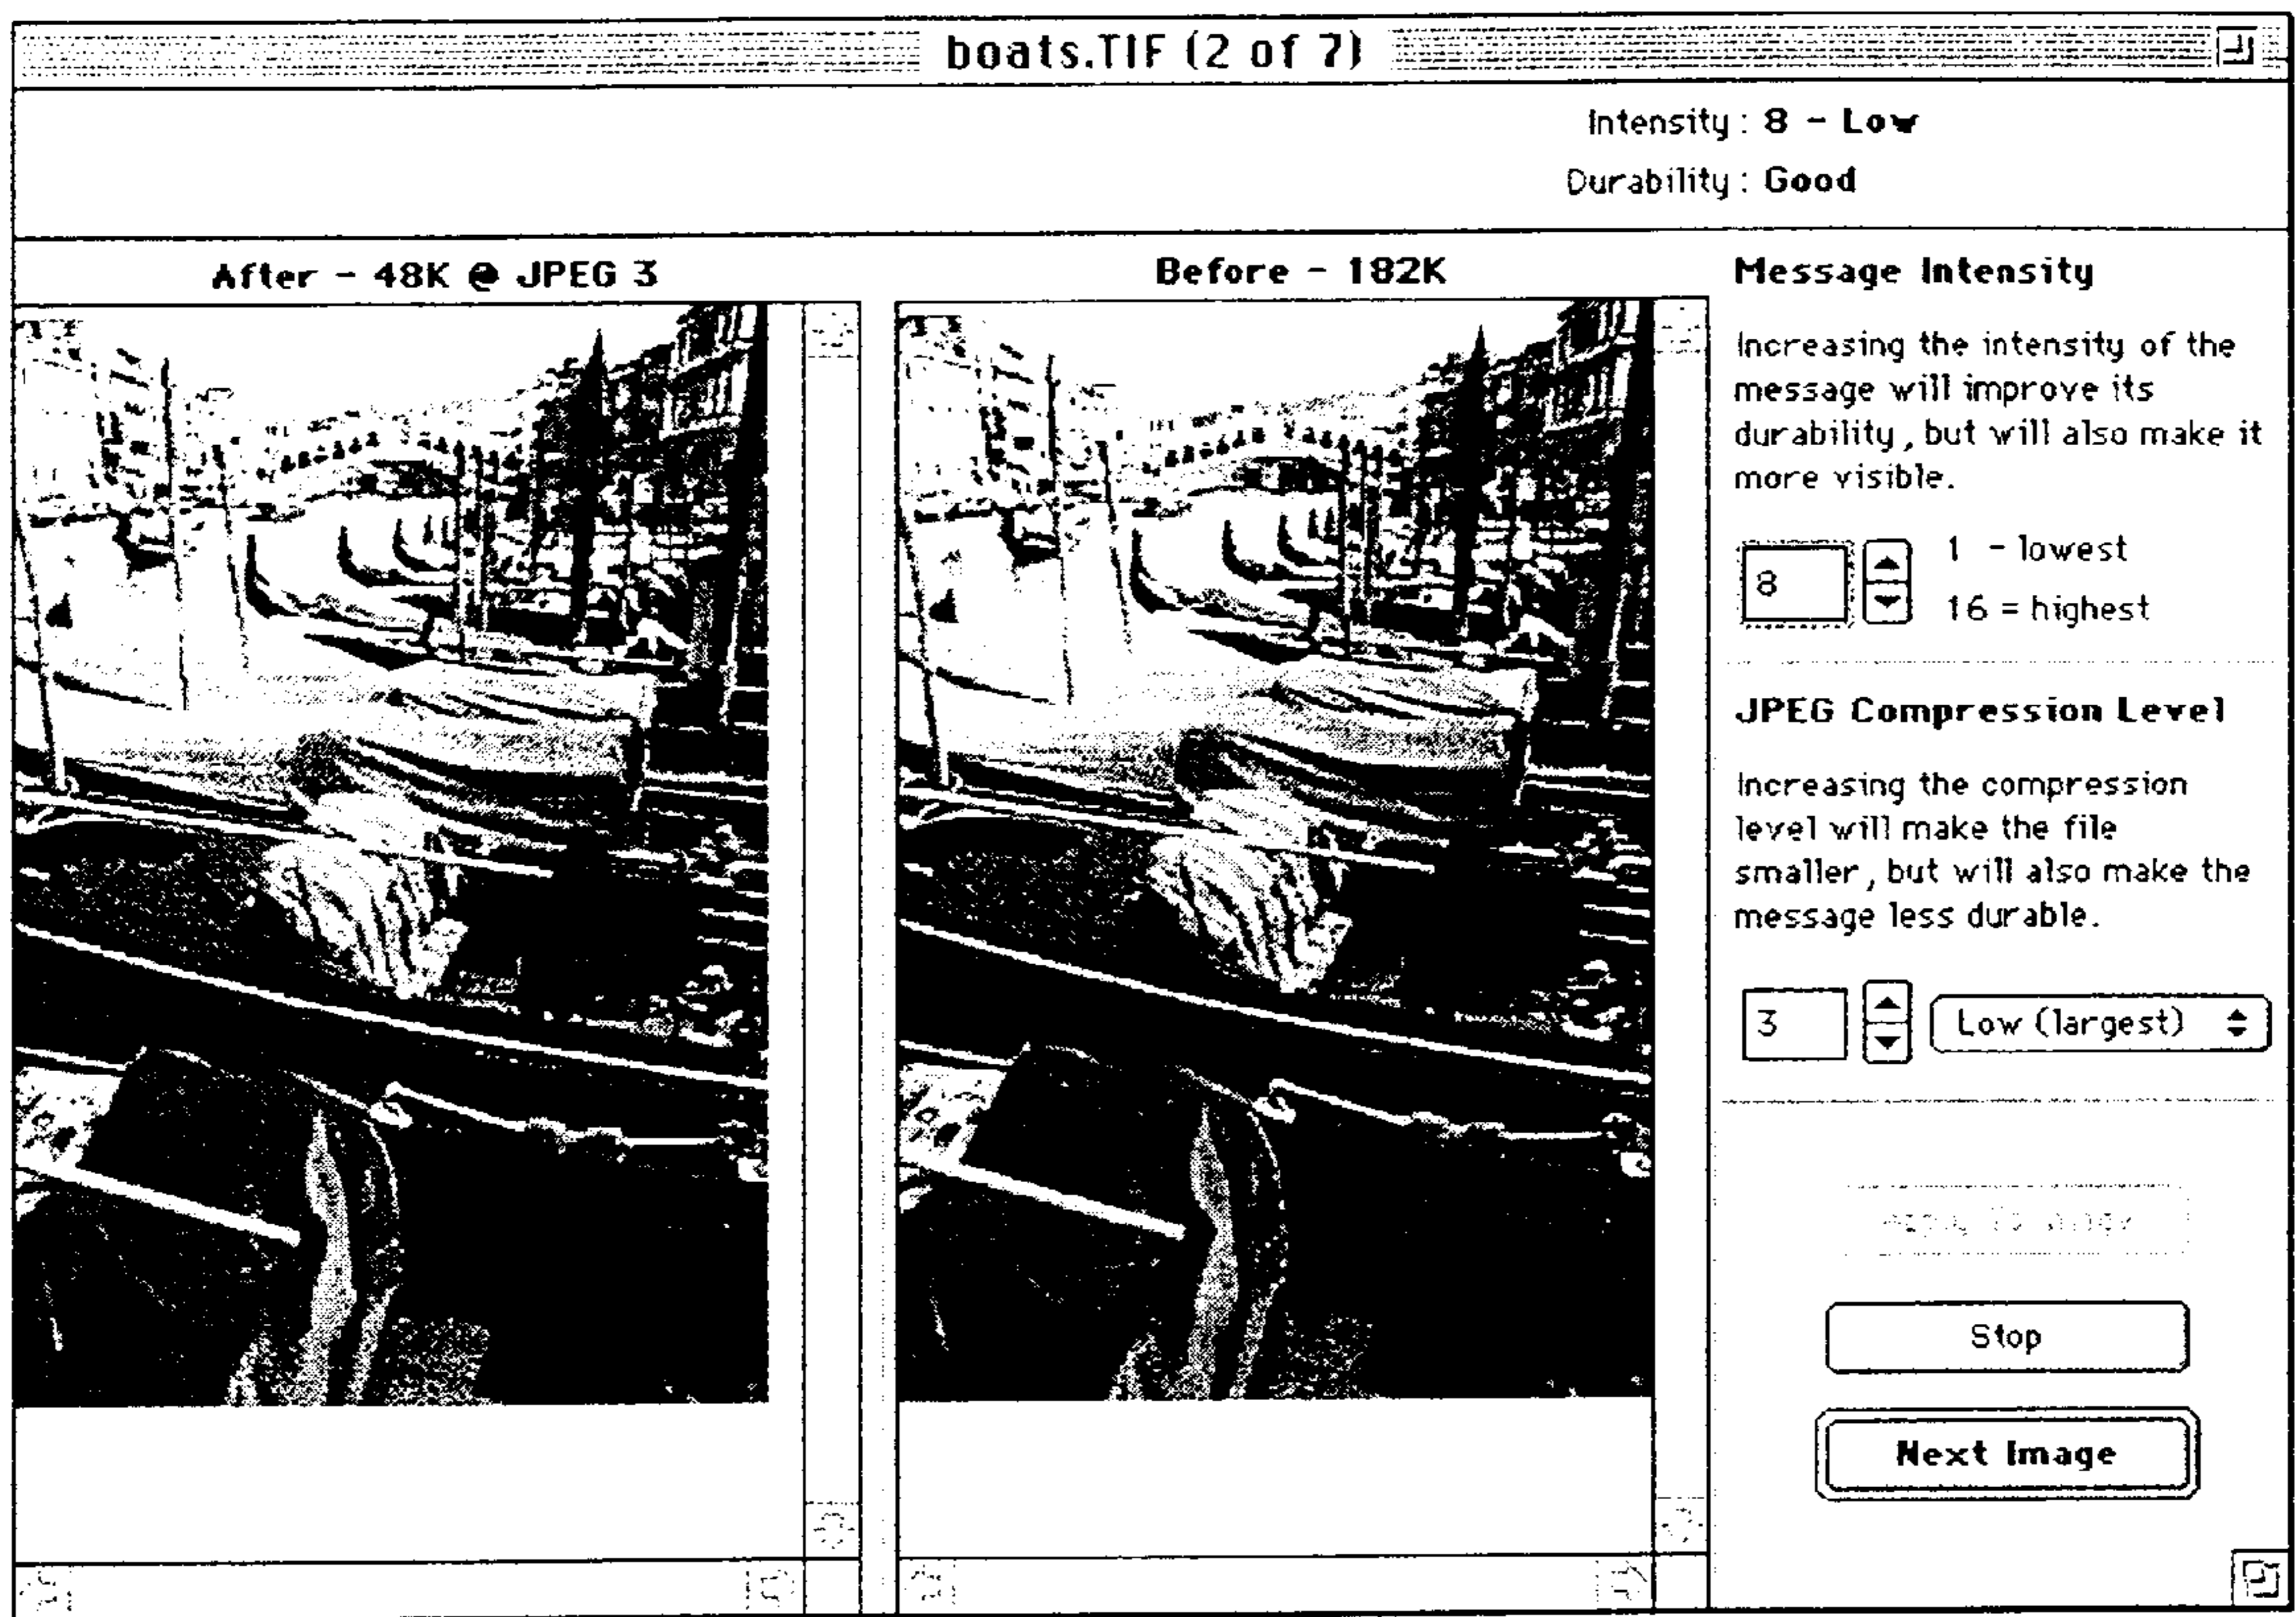 boats.TIF (2 of 7)
Intensity : 8 - Low
Durability : Good
After - 48K @ JPEG 3
Before - 182K
Message Intensity
Increasing the intensity of the
message will improve its
durability, but will also make it
more visible.
8
1 - lowest
16 = highest
JPEG Compression Level
Increasing the compression
level will make the file
smaller, but will also make the
message less durable.
3
Low (largest)
Stop
Next Image